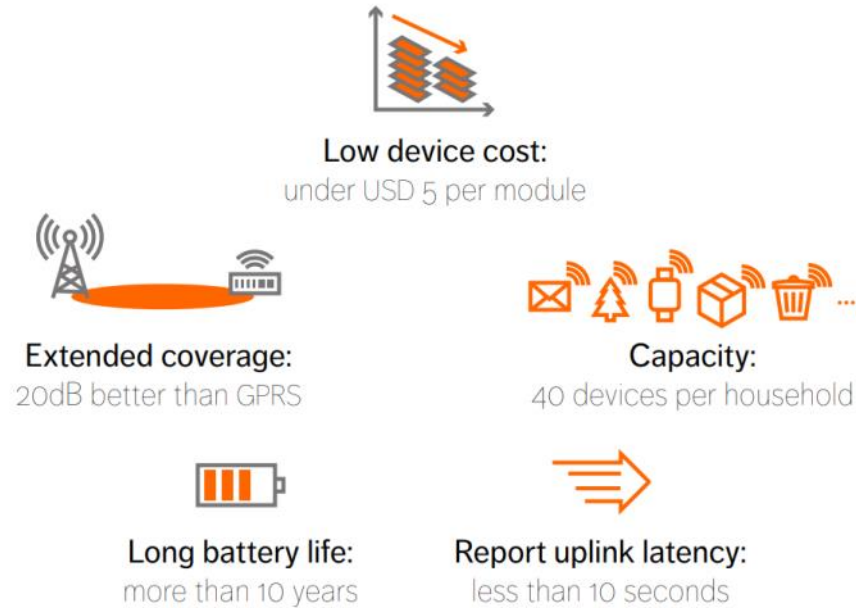 Low device cost:
under USD 5 per module
Extended coverage:
20dB better than GPRS
Capacity:
40 devices per household
...
Long battery life:
more than 10 years
Report uplink latency:
less than 10 seconds